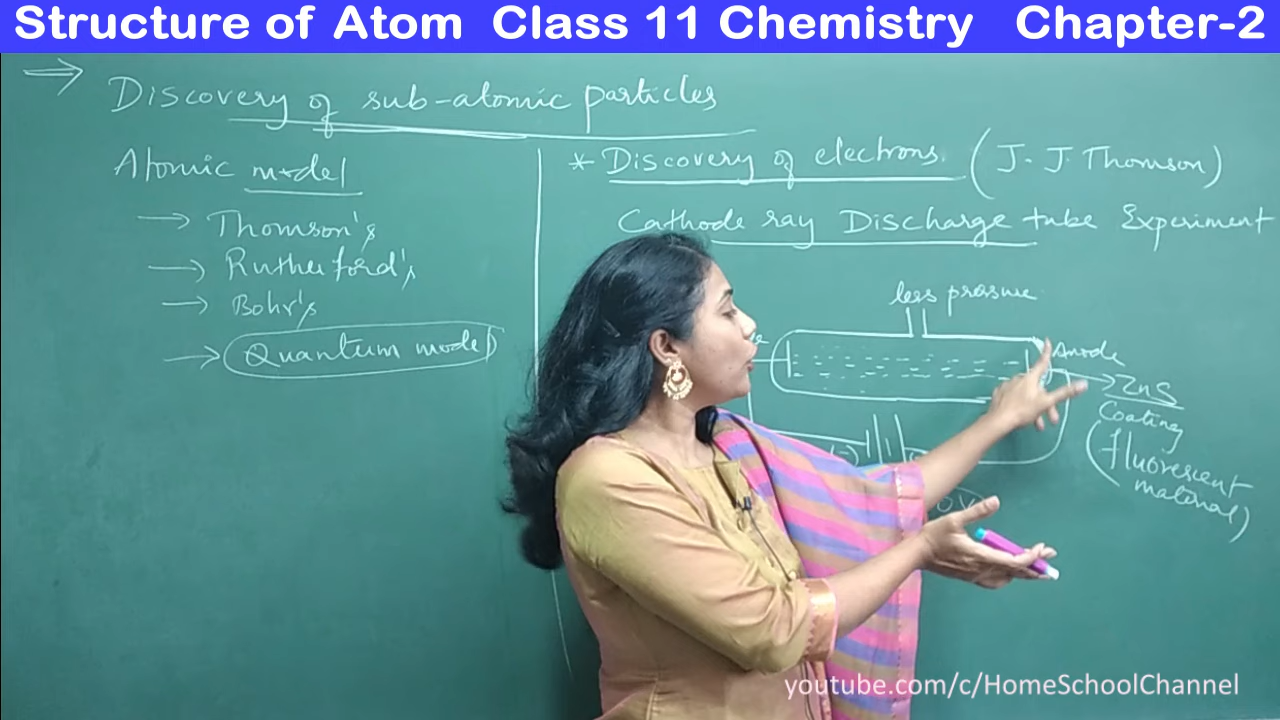 Structure of Atom Class 11 Chemistry Chapter-2
⇒ Discovery of sub-atomic particles
Atomic model
→ Thomson's
→ Rutherford's
→ Bohr's
→ Quantum model
* Discovery of electrons (J. J. Thomson)
Cathode ray Discharge tube Experiment
less
Anode
ZnS
Coating
(fluorescent
material)
(-)
youtube.com/c/HomeSchoolChannel